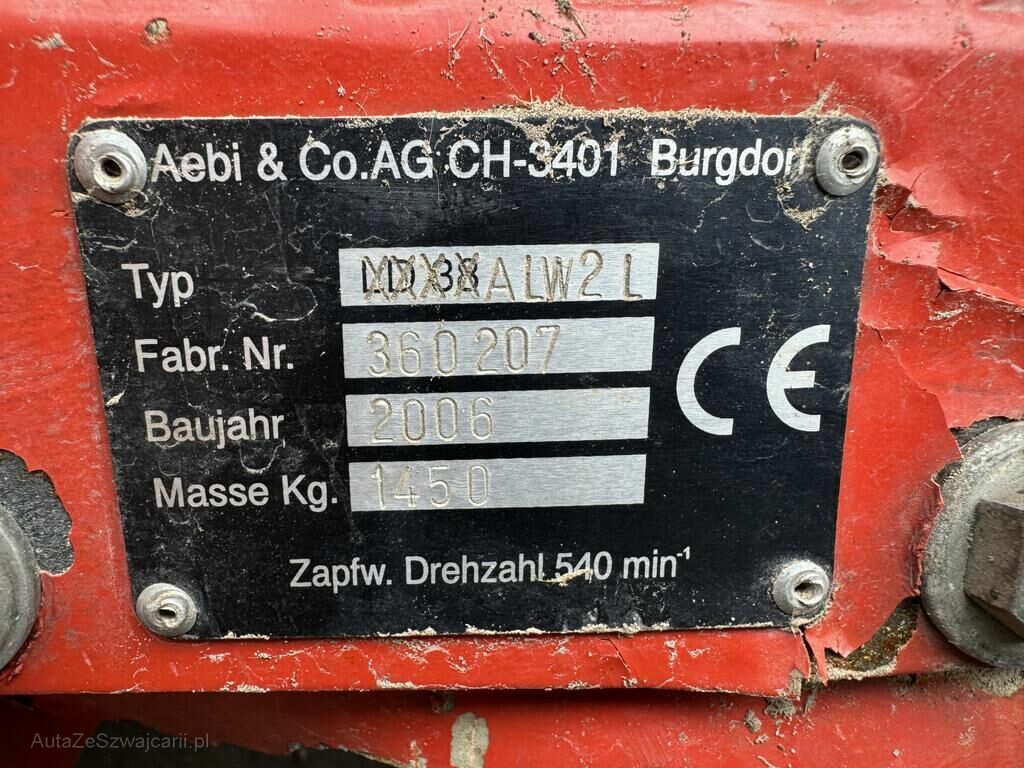 Aebi & Co.AG CH-3401 Burgdorf
Typ ALW2L
Fabr. Nr. 360207
Baujahr 2006
Masse Kg. 1450
Zapfw. Drehzahl 540 min⁻¹
CE
AutaZeSzwajcarii.pl